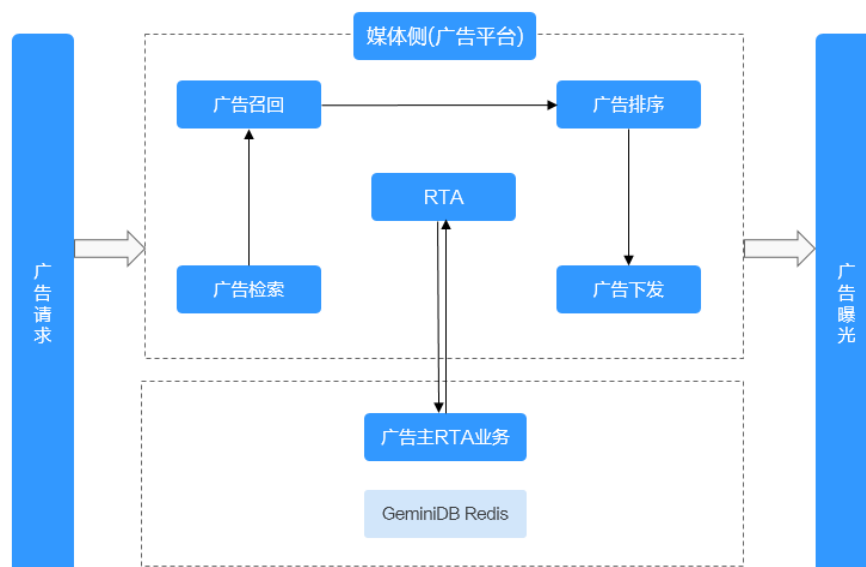 媒体侧(广告平台)
广告请求
广告召回
广告排序
RTA
广告检索
广告下发
广告曝光
广告主RTA业务
GeminiDB Redis